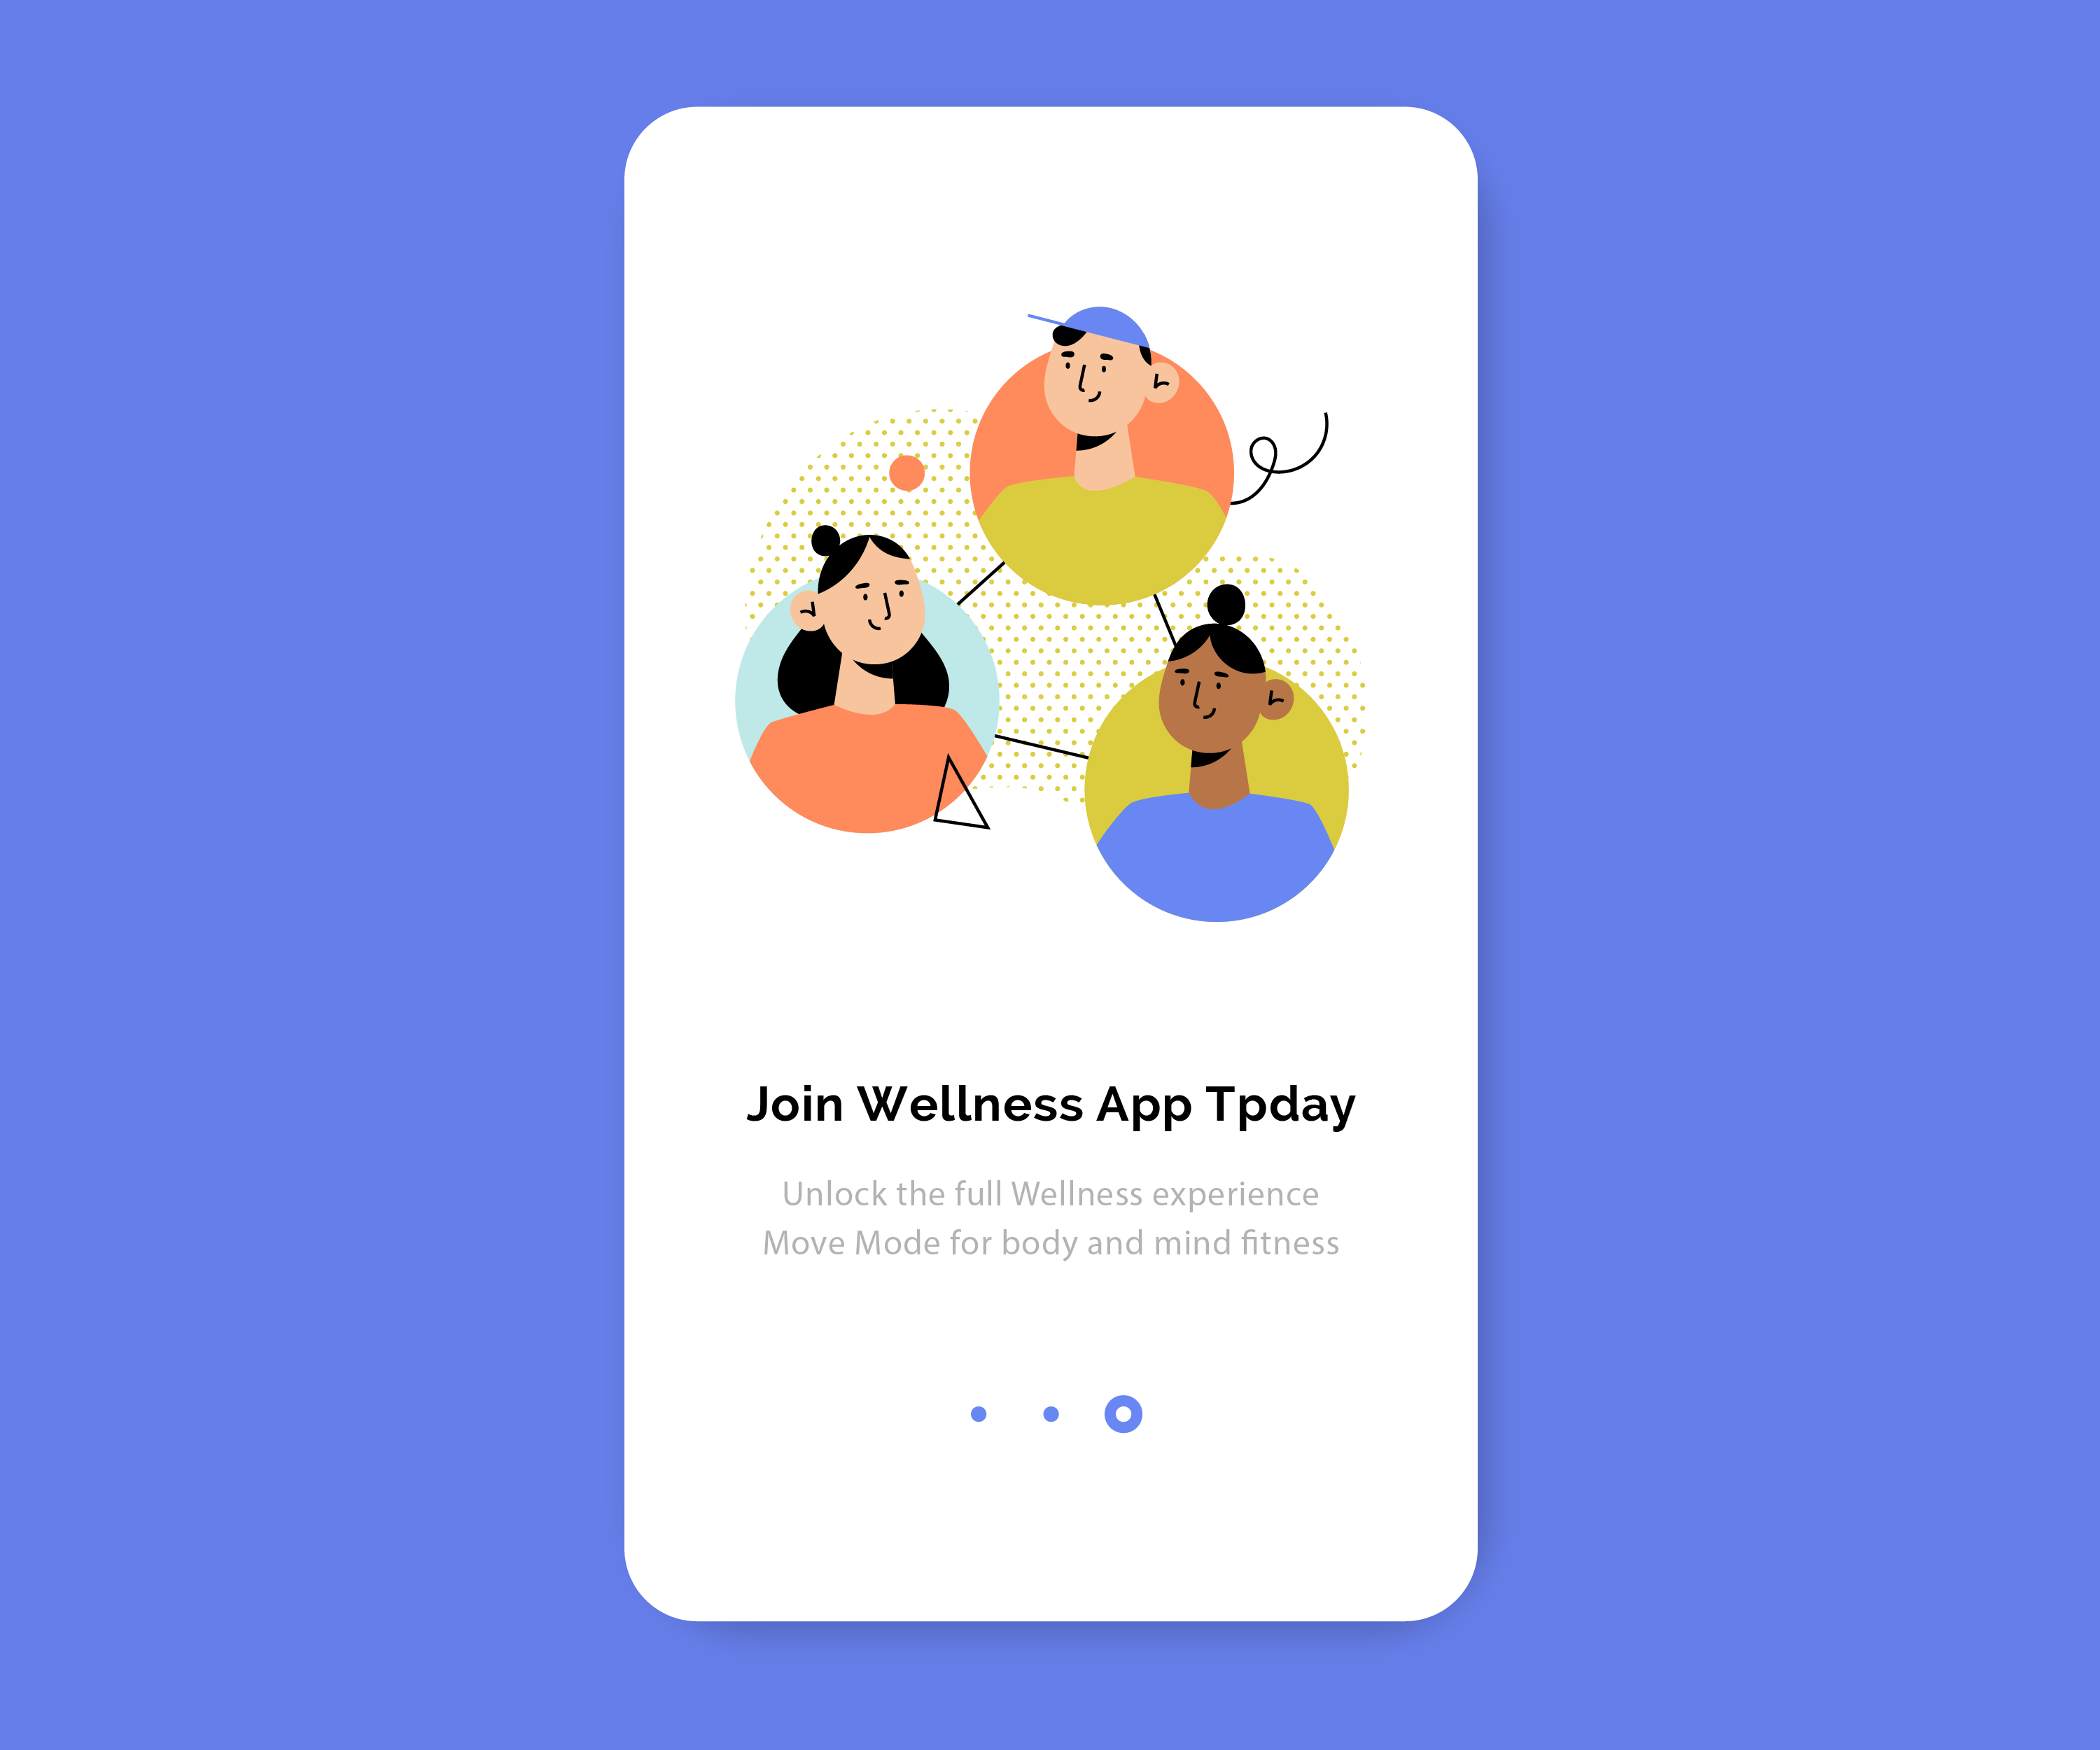 Join Wellness App Tpday
Unlock the full Wellness experience
Move Mode for body and mind fitness